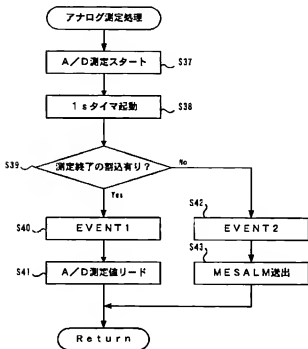 アナログ測定処理
A/D測定スタート
S37
1sタイマ起動
S38
S39
測定終了の割込有り?
No
Yes
S40
EVENT1
S42
EVENT2
S41
A/D測定値リード
S43
MESALM送出
Return